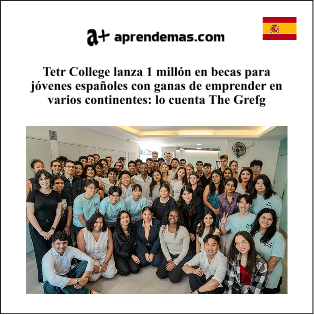 a+ aprendemas.com
Tetr College lanza 1 millón en becas para
jóvenes españoles con ganas de emprender en
varios continentes: lo cuenta The Grefg